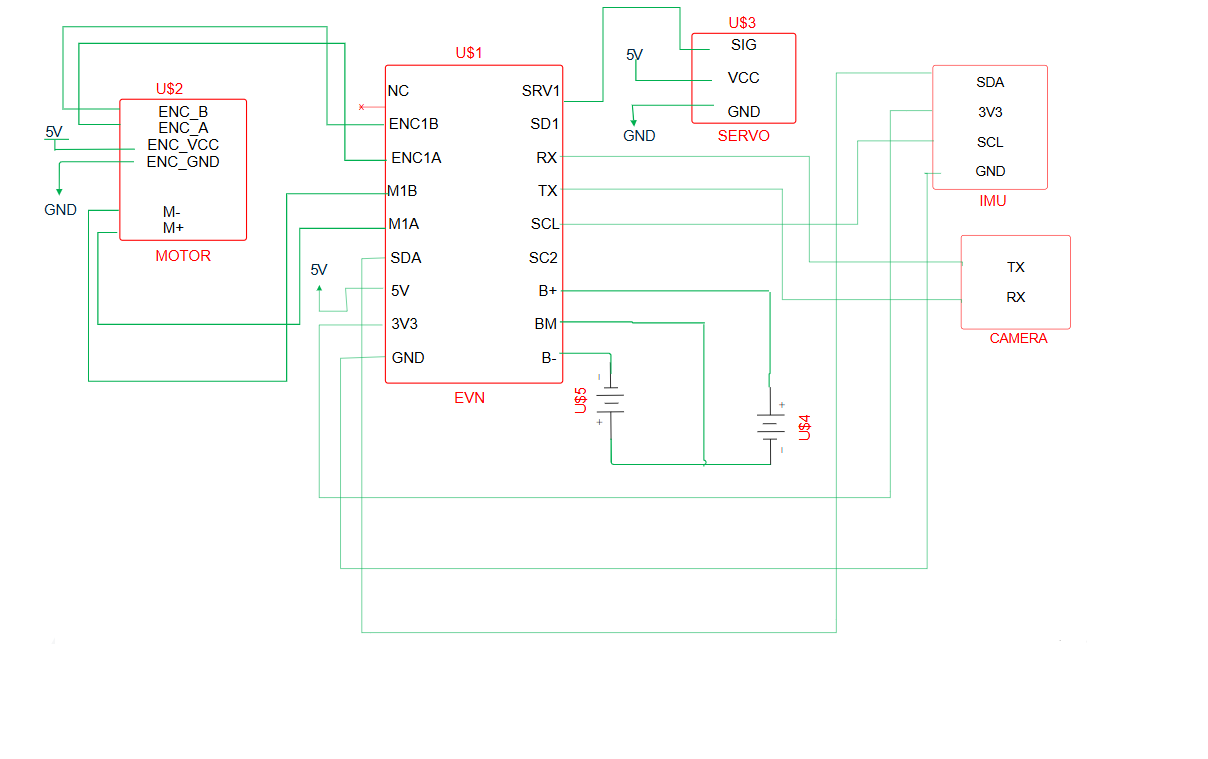 U$2
ENC_B
ENC_A
ENC_VCC
ENC_GND
M-
M+
MOTOR
5V
GND
U$1
NC
ENC1B
ENC1A
M1B
M1A
SDA
5V
3V3
GND
SRV1
SD1
RX
TX
SCL
SC2
B+
BM
B-
EVN
5V
x
U$3
SIG
VCC
GND
SERVO
5V
GND
SDA
3V3
SCL
GND
IMU
TX
RX
CAMERA
U$5
-
+
U$4
+
-